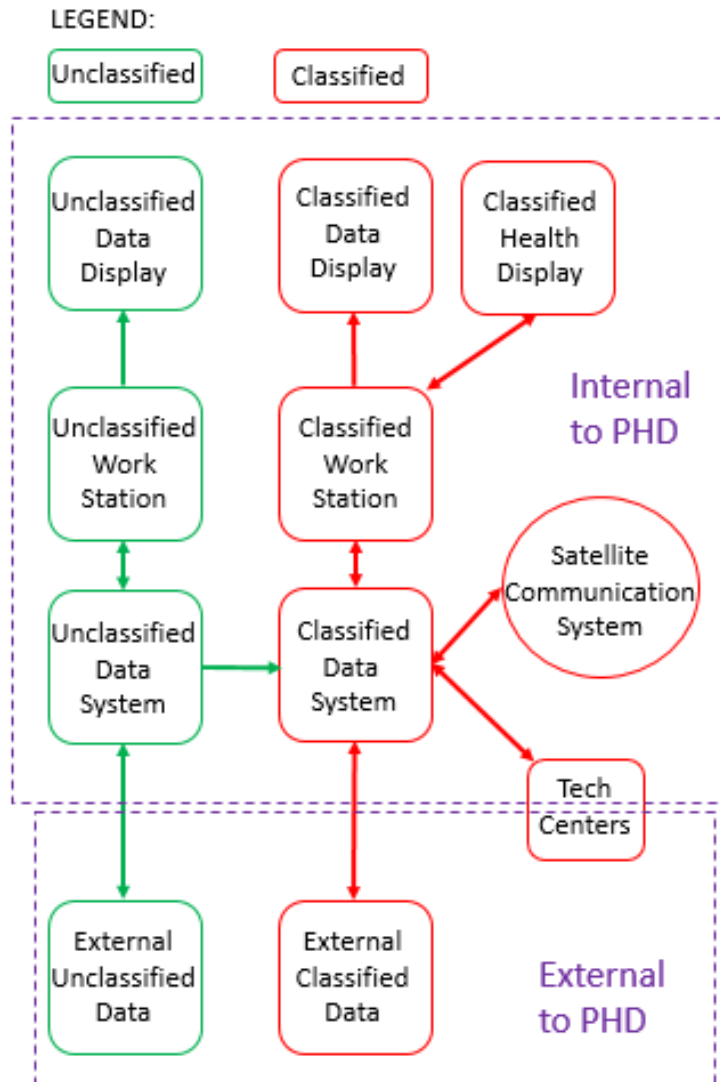 LEGEND:
Unclassified
Classified
Unclassified
Data
Display
Classified
Data
Display
Classified
Health
Display
Internal
to PHD
Unclassified
Work
Station
Classified
Work
Station
Satellite
Communication
System
Unclassified
Data
System
Classified
Data
System
Tech
Centers
External
Unclassified
Data
External
Classified
Data
External
to PHD